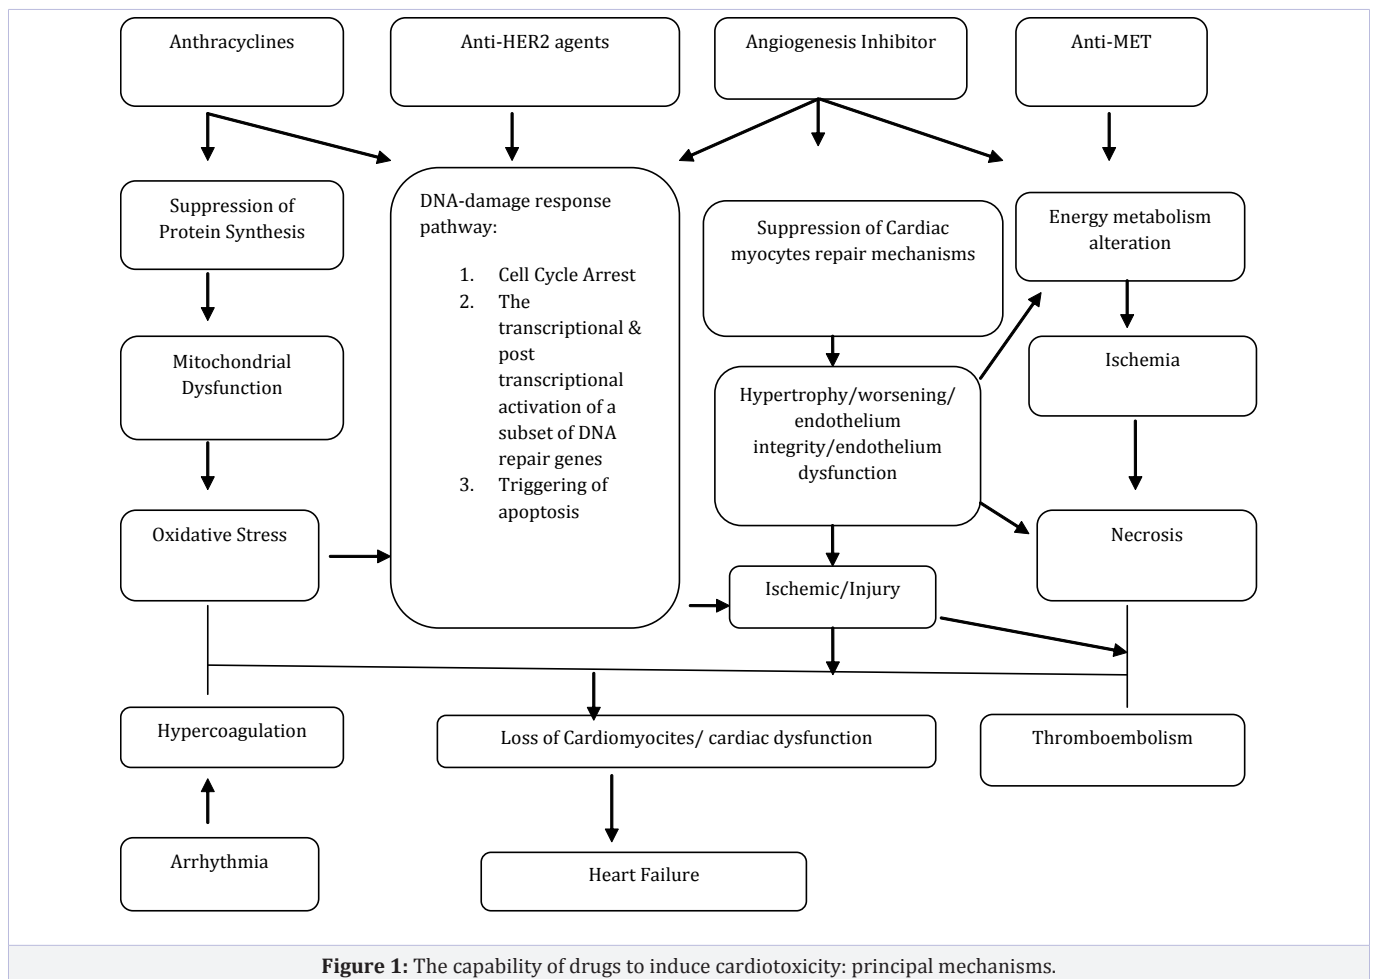 Anthracyclines
Anti-HER2 agents
Angiogenesis Inhibitor
Anti-MET
Suppression of
Protein Synthesis
DNA-damage response
pathway:
1. Cell Cycle Arrest
2. The
transcriptional &
post
transcriptional
activation of a
subset of DNA
repair genes
3. Triggering of
apoptosis
Suppression of Cardiac
myocytes repair mechanisms
Energy metabolism
alteration
Mitochondrial
Dysfunction
Hypertrophy/worsening/
endothelium
integrity/endothelium
dysfunction
Ischemia
Oxidative Stress
Necrosis
Ischemic/Injury
Hypercoagulation
Loss of Cardiomyocites/ cardiac dysfunction
Thromboembolism
Arrhythmia
Heart Failure
Figure 1: The capability of drugs to induce cardiotoxicity: principal mechanisms.